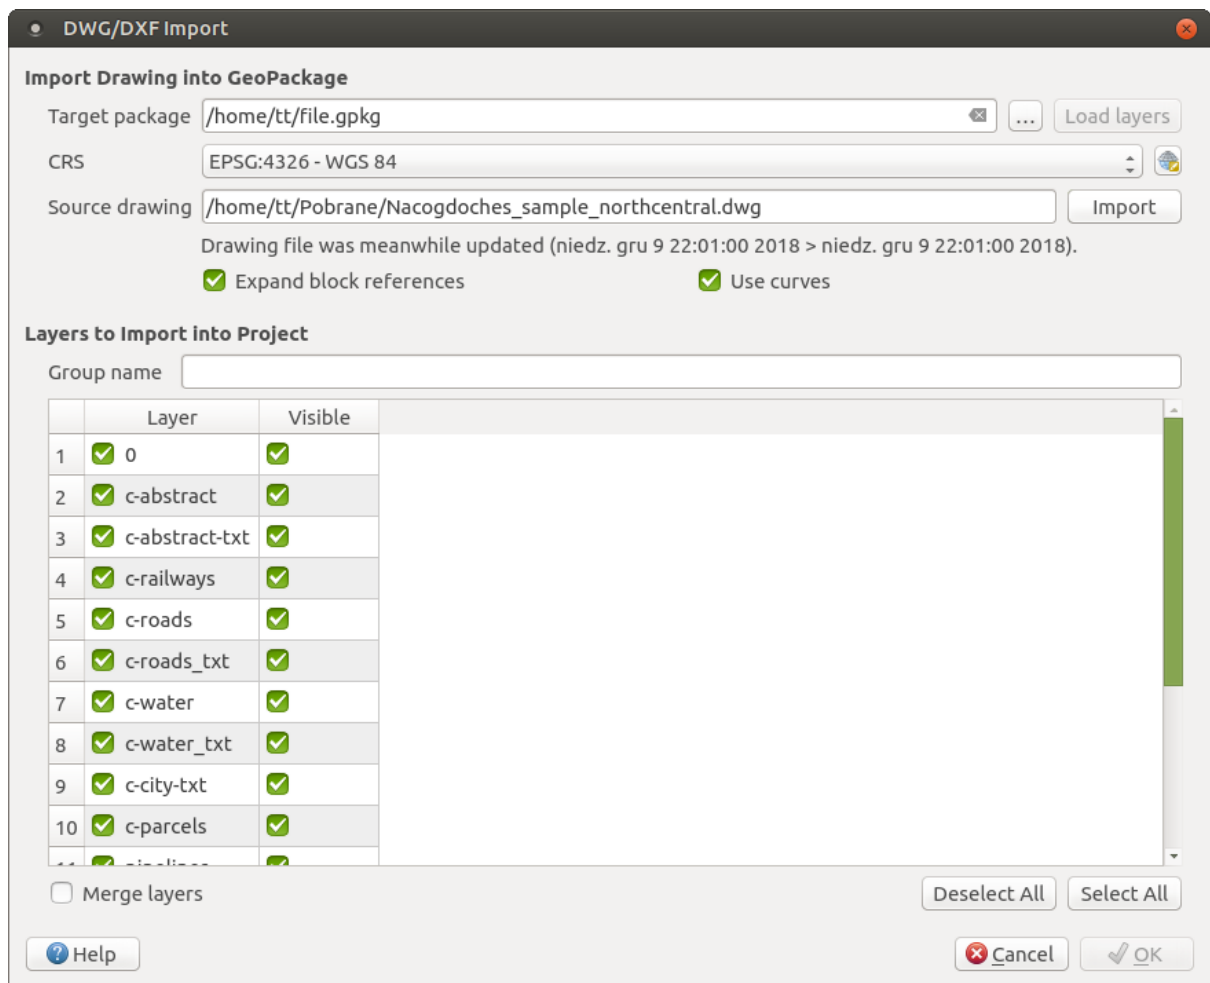 DWG/DXF Import
Import Drawing into GeoPackage
Target package /home/tt/file.gpkg ... Load layers
CRS EPSG:4326 - WGS 84
Source drawing /home/tt/Pobrane/Nacogdoches_sample_northcentral.dwg Import
Drawing file was meanwhile updated (niedz. gru 9 22:01:00 2018 > niedz. gru 9 22:01:00 2018).
Expand block references Use curves
Layers to Import into Project
Group name
Layer Visible
1 0
2 c-abstract
3 c-abstract-txt
4 c-railways
5 c-roads
6 c-roads_txt
7 c-water
8 c-water_txt
9 c-city-txt
10 c-parcels
Merge layers Deselect All Select All
Help Cancel OK